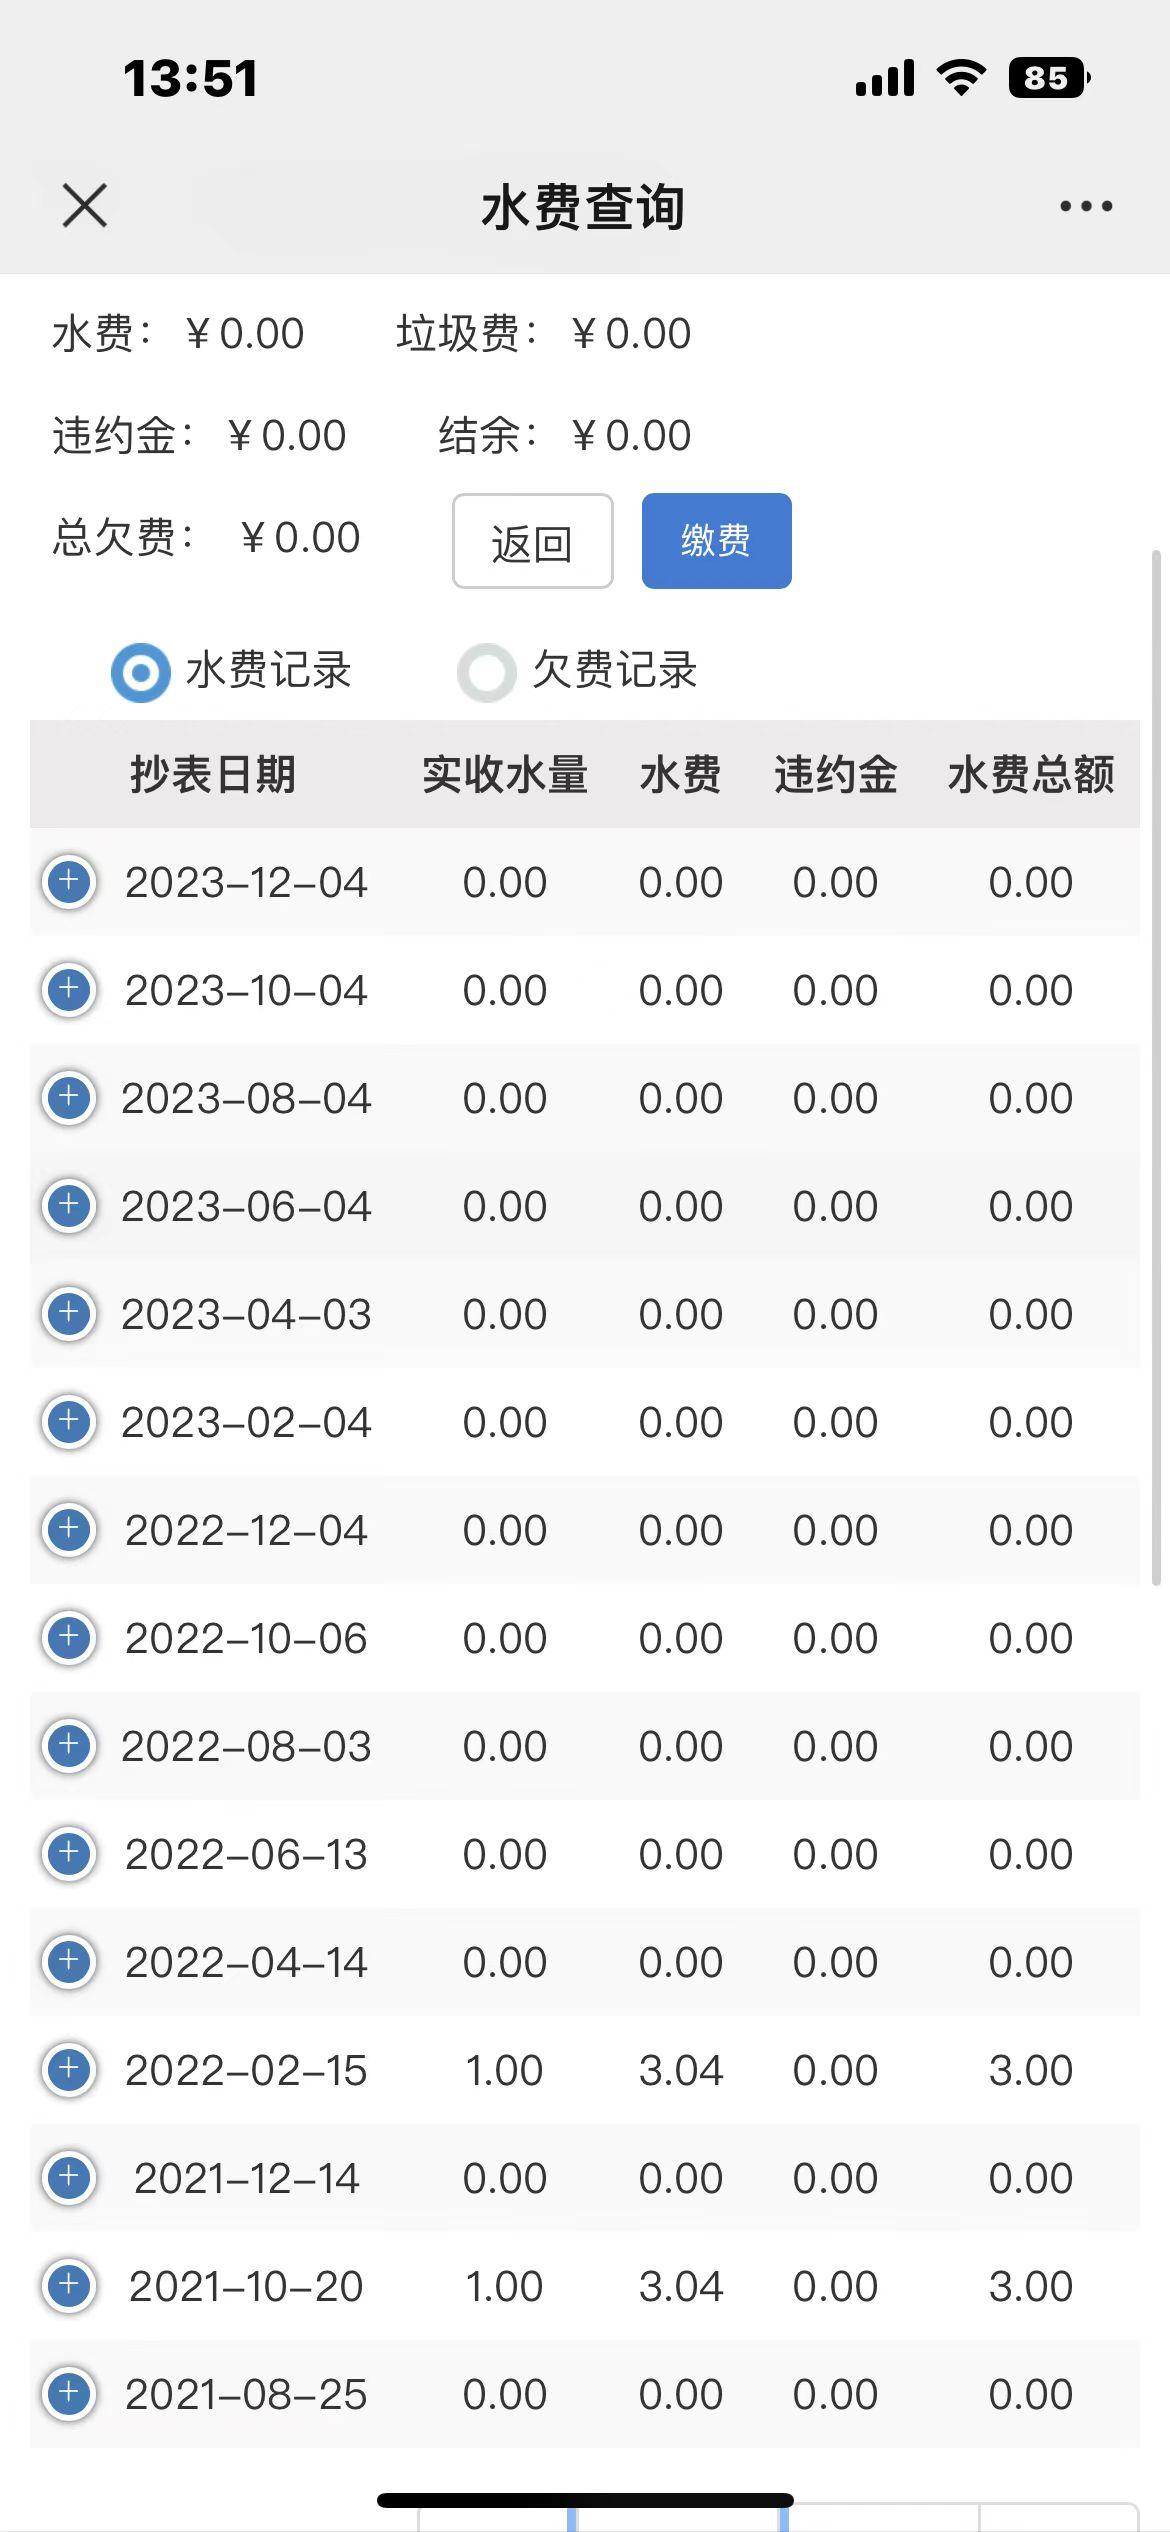 13:51
85
水费查询
水费： ¥0.00 垃圾费： ¥0.00
违约金： ¥0.00 结余： ¥0.00
总欠费： ¥0.00 返回 缴费
水费记录 欠费记录
抄表日期 实收水量 水费 违约金 水费总额
2023-12-04 0.00 0.00 0.00 0.00
2023-10-04 0.00 0.00 0.00 0.00
2023-08-04 0.00 0.00 0.00 0.00
2023-06-04 0.00 0.00 0.00 0.00
2023-04-03 0.00 0.00 0.00 0.00
2023-02-04 0.00 0.00 0.00 0.00
2022-12-04 0.00 0.00 0.00 0.00
2022-10-06 0.00 0.00 0.00 0.00
2022-08-03 0.00 0.00 0.00 0.00
2022-06-13 0.00 0.00 0.00 0.00
2022-04-14 0.00 0.00 0.00 0.00
2022-02-15 1.00 3.04 0.00 3.00
2021-12-14 0.00 0.00 0.00 0.00
2021-10-20 1.00 3.04 0.00 3.00
2021-08-25 0.00 0.00 0.00 0.00